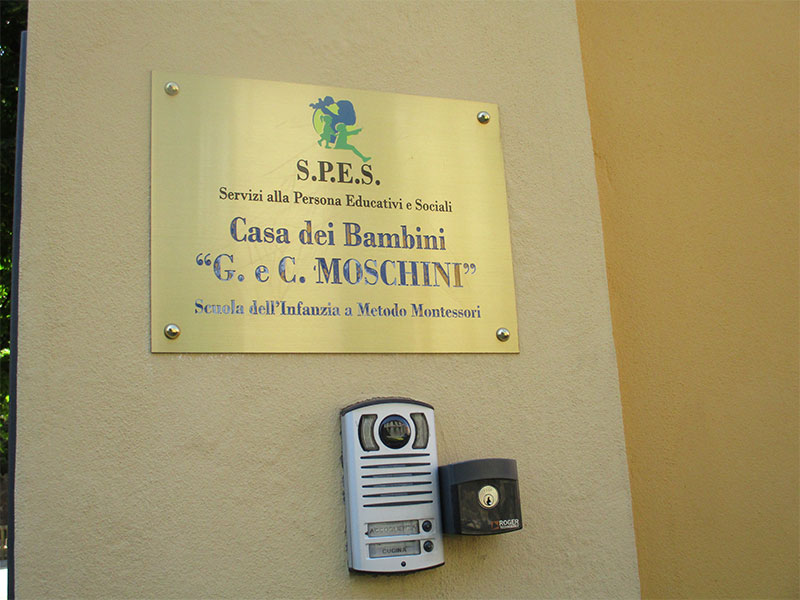 S.P.E.S.
Servizi alla Persona Educativi e Sociali
Casa dei Bambini
“G. e C. MOSCHINI”
Scuola dell'Infanzia a Metodo Montessori
CUCINA
ROGER